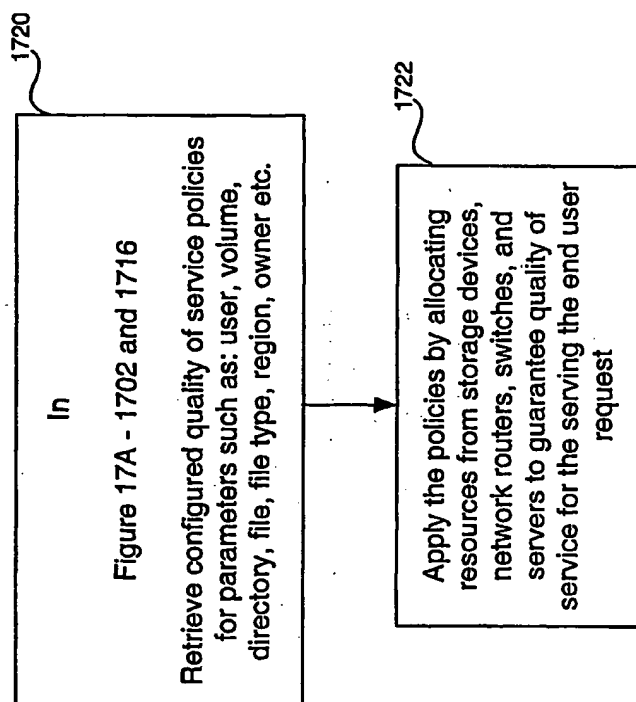 1720
In
Figure 17A - 1702 and 1716
Retrieve configured quality of service policies
for parameters such as: user, volume,
directory, file, file type, region, owner etc.
1722
Apply the policies by allocating
resources from storage devices,
network routers, switches, and
servers to guarantee quality of
service for the serving the end user
request